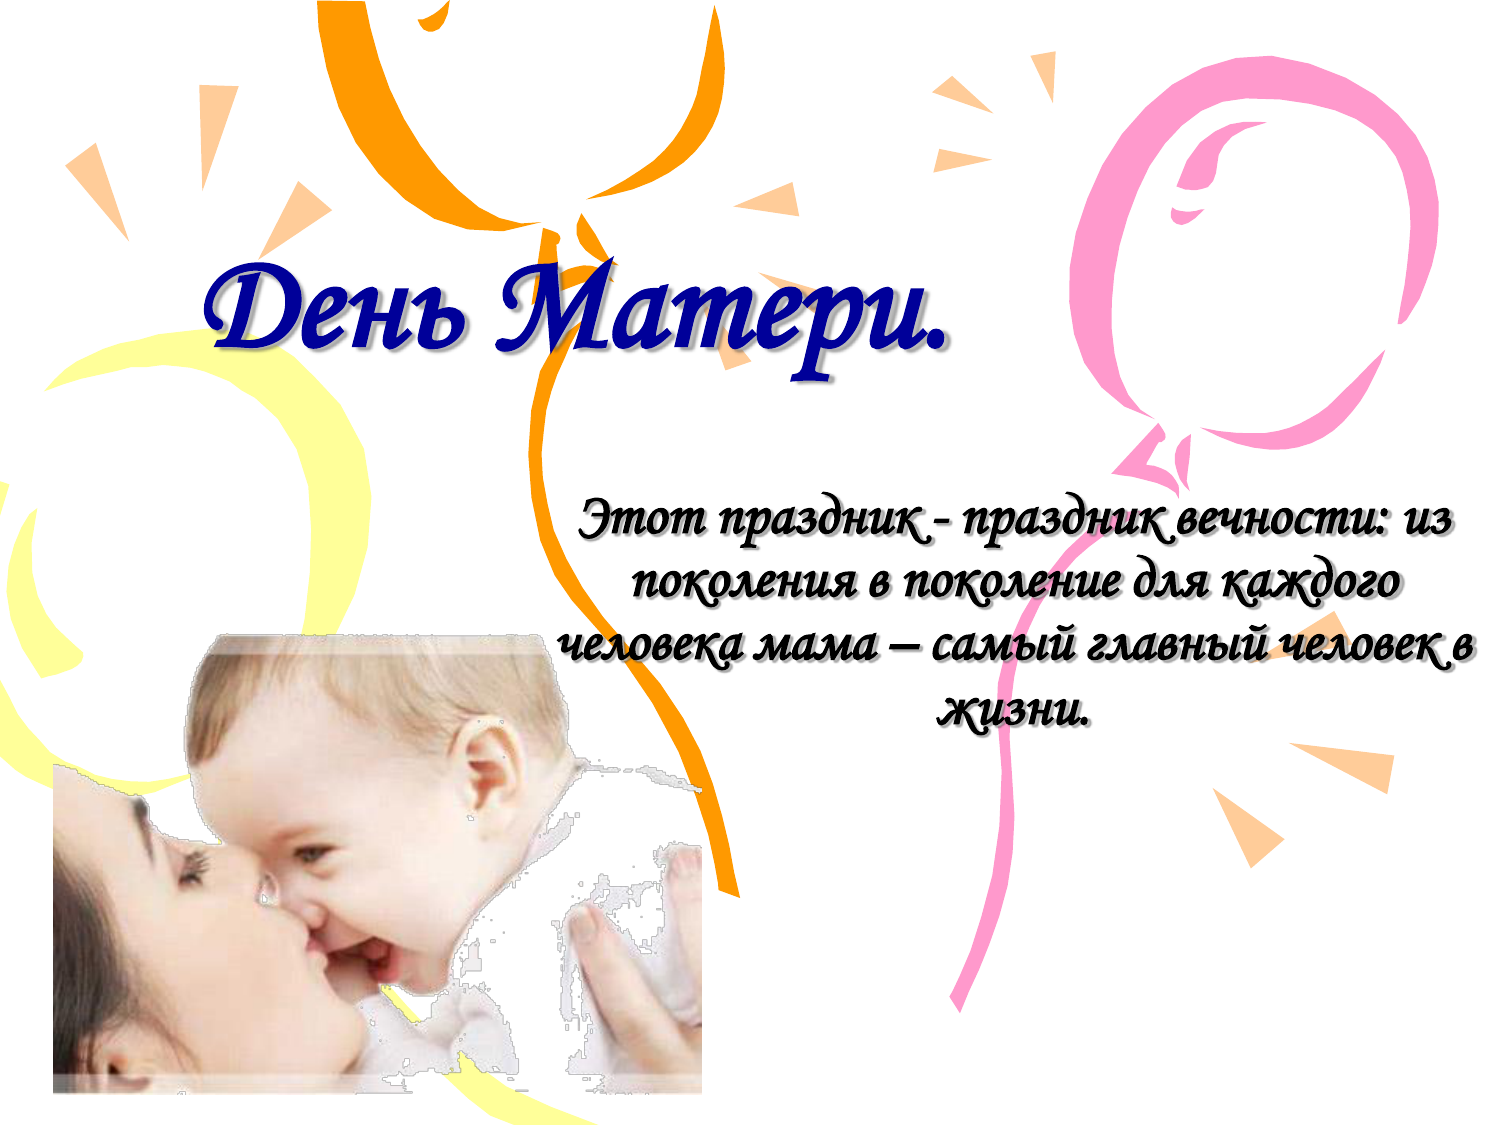 День Матери.
Этот праздник - праздник вечности: из
поколения в поколение для каждого
человека мама – самый главный человек в
жизни.